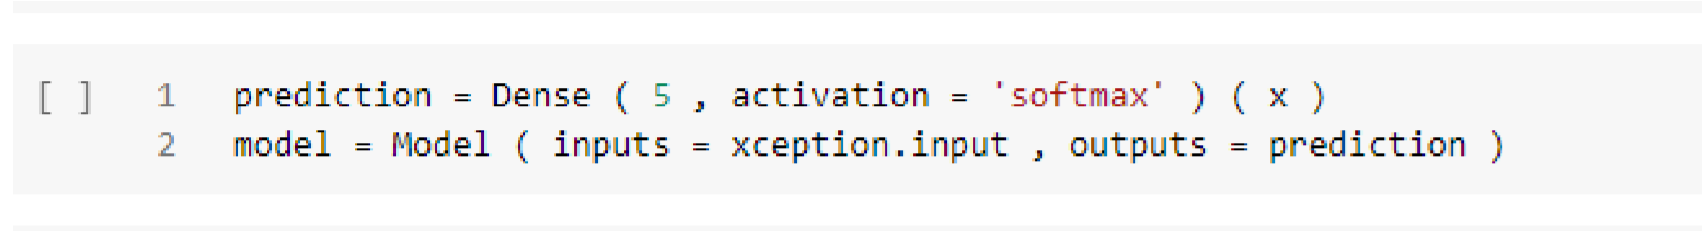 [ ] 1 prediction = Dense ( 5 , activation = 'softmax' ) ( x )
2 model = Model ( inputs = xception.input , outputs = prediction )